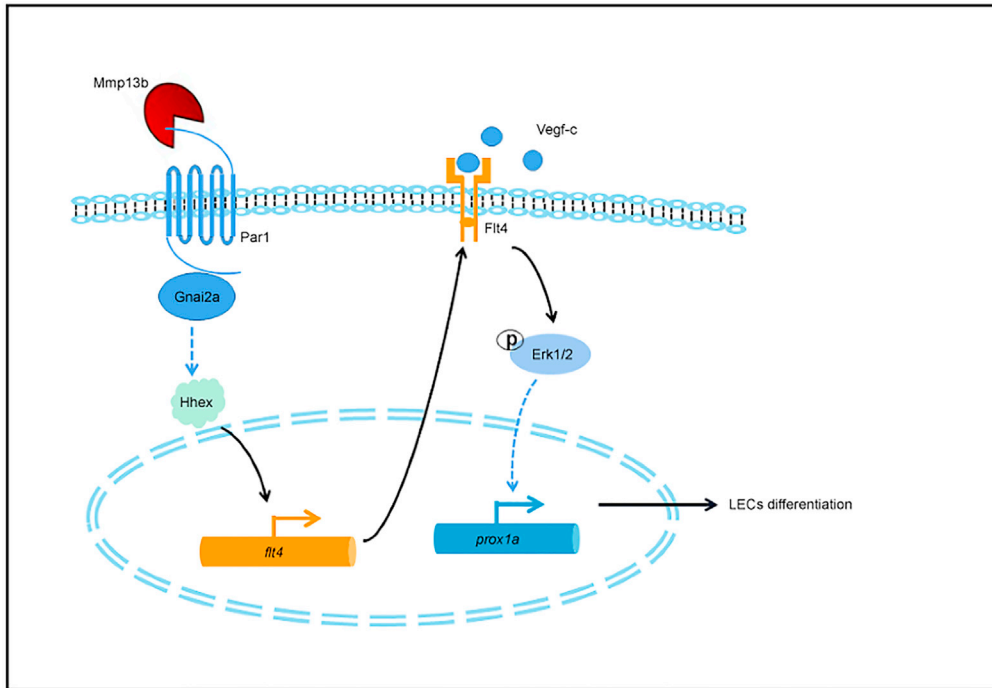 Mmp13b
Vegf-c
Flt4
Par1
Gnai2a
p
Erk1/2
Hhex
LECs differentiation
flt4
prox1a